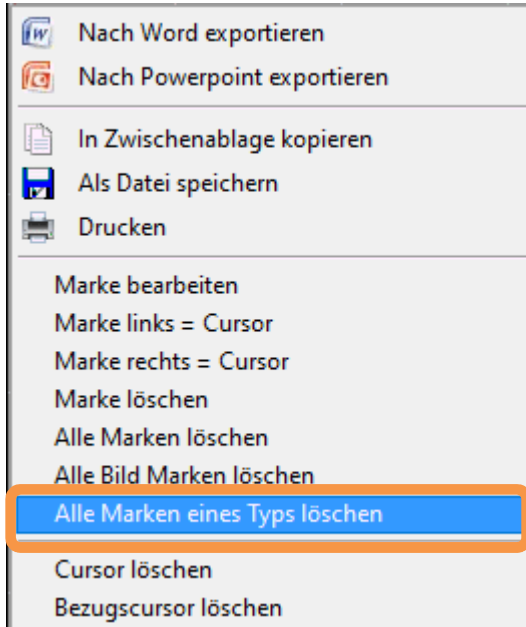 Nach Word exportieren
Nach Powerpoint exportieren
In Zwischenablage kopieren
Als Datei speichern
Drucken
Marke bearbeiten
Marke links = Cursor
Marke rechts = Cursor
Marke löschen
Alle Marken löschen
Alle Bild Marken löschen
Alle Marken eines Typs löschen
Cursor löschen
Bezugscursor löschen